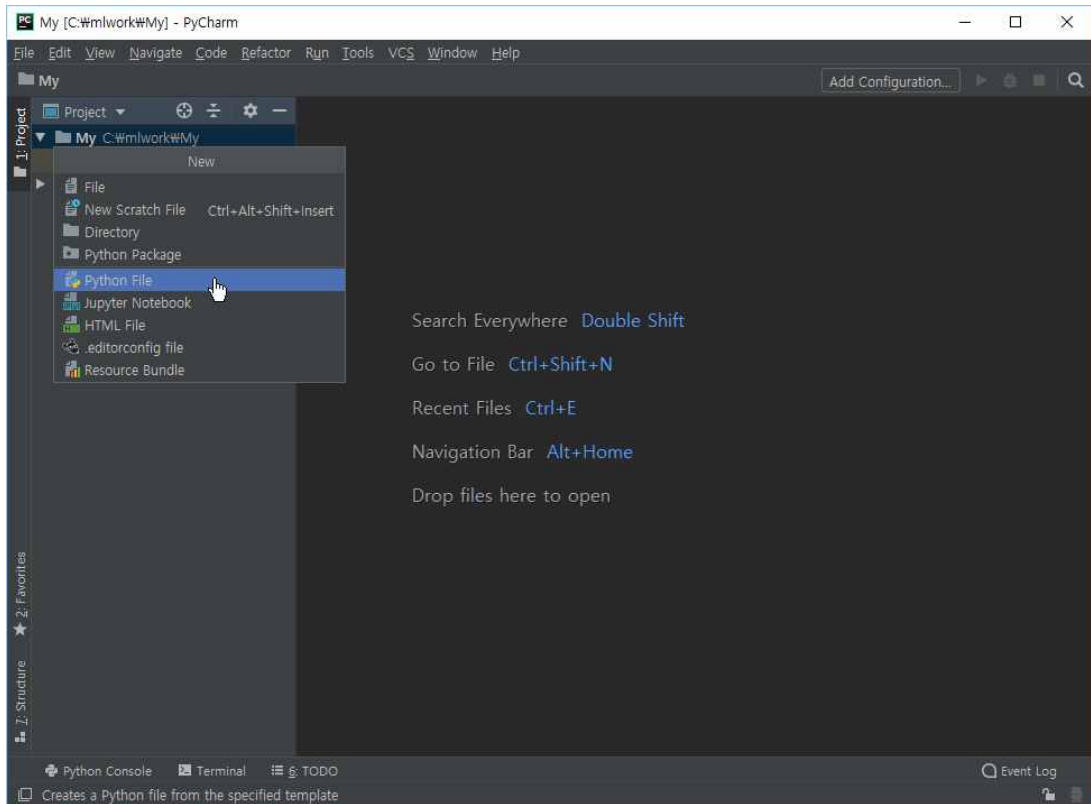 My [C:₩mlwork₩My] - PyCharm
File Edit View Navigate Code Refactor Run Tools VCS Window Help
My
Add Configuration...
1: Project
Project
My C:₩mlwork₩My
New
File
New Scratch File Ctrl+Alt+Shift+Insert
Directory
Python Package
Python File
Jupyter Notebook
HTML File
.editorconfig file
Resource Bundle
Search Everywhere Double Shift
Go to File Ctrl+Shift+N
Recent Files Ctrl+E
Navigation Bar Alt+Home
Drop files here to open
2: Favorites
7: Structure
Python Console Terminal 6: TODO Event Log
Creates a Python file from the specified template